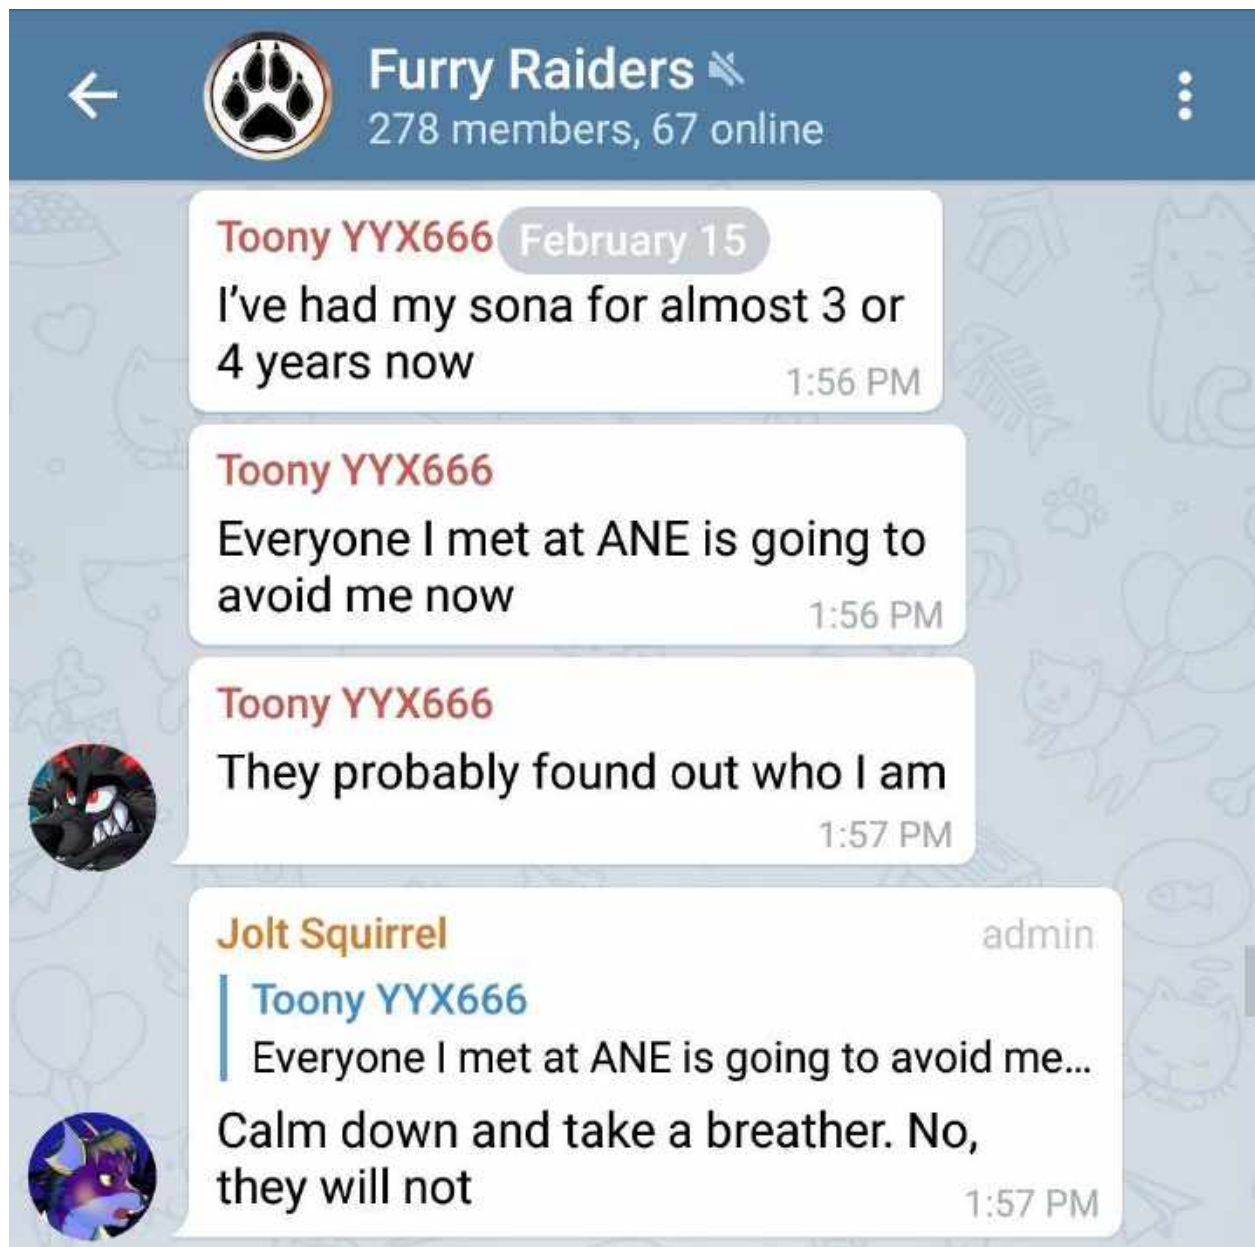 Furry Raiders
278 members, 67 online
Toony YYX666 February 15
I've had my sona for almost 3 or
4 years now
1:56 PM
Toony YYX666
Everyone I met at ANE is going to
avoid me now
1:56 PM
Toony YYX666
They probably found out who I am
1:57 PM
Jolt Squirrel admin
Toony YYX666
Everyone I met at ANE is going to avoid me...
Calm down and take a breather. No,
they will not
1:57 PM